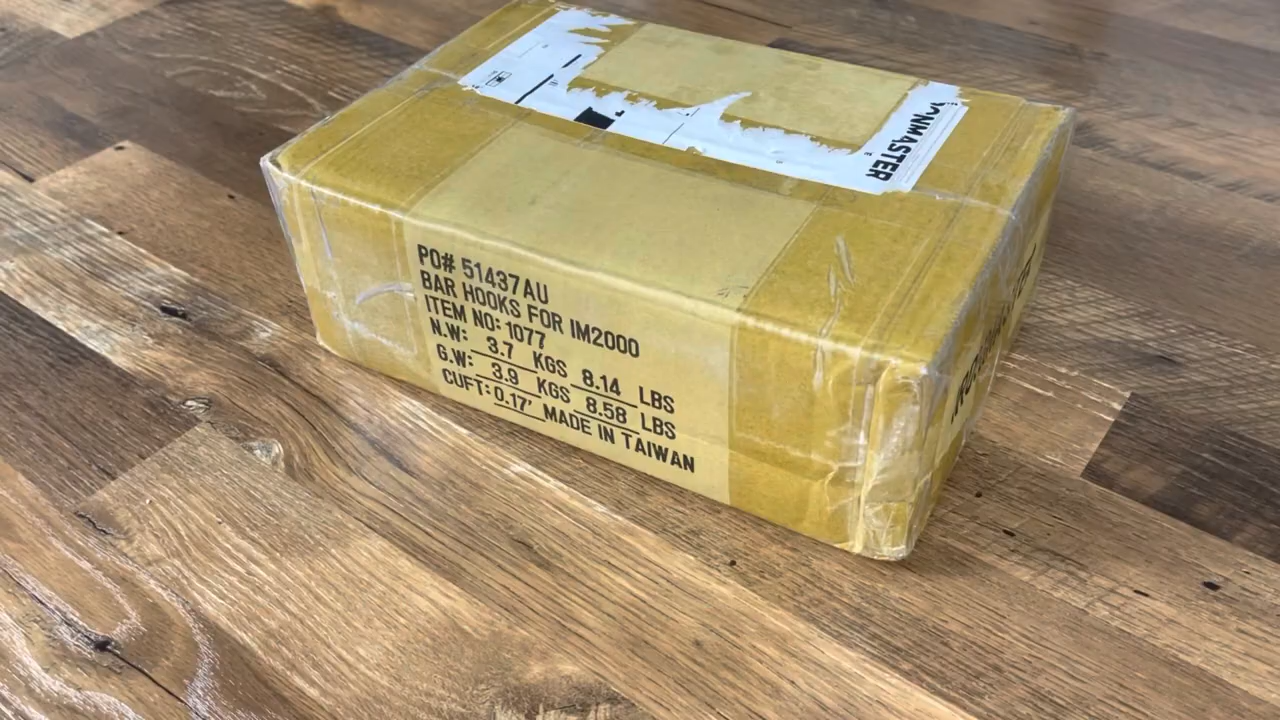 ONMASTER
PO# 51437AU
BAR HOOKS FOR IM2000
ITEM NO: 1077
N.W: 3.7 KGS 8.14 LBS
G.W: 3.9 KGS 8.58 LBS
CUFT: 0.17' MADE IN TAIWAN